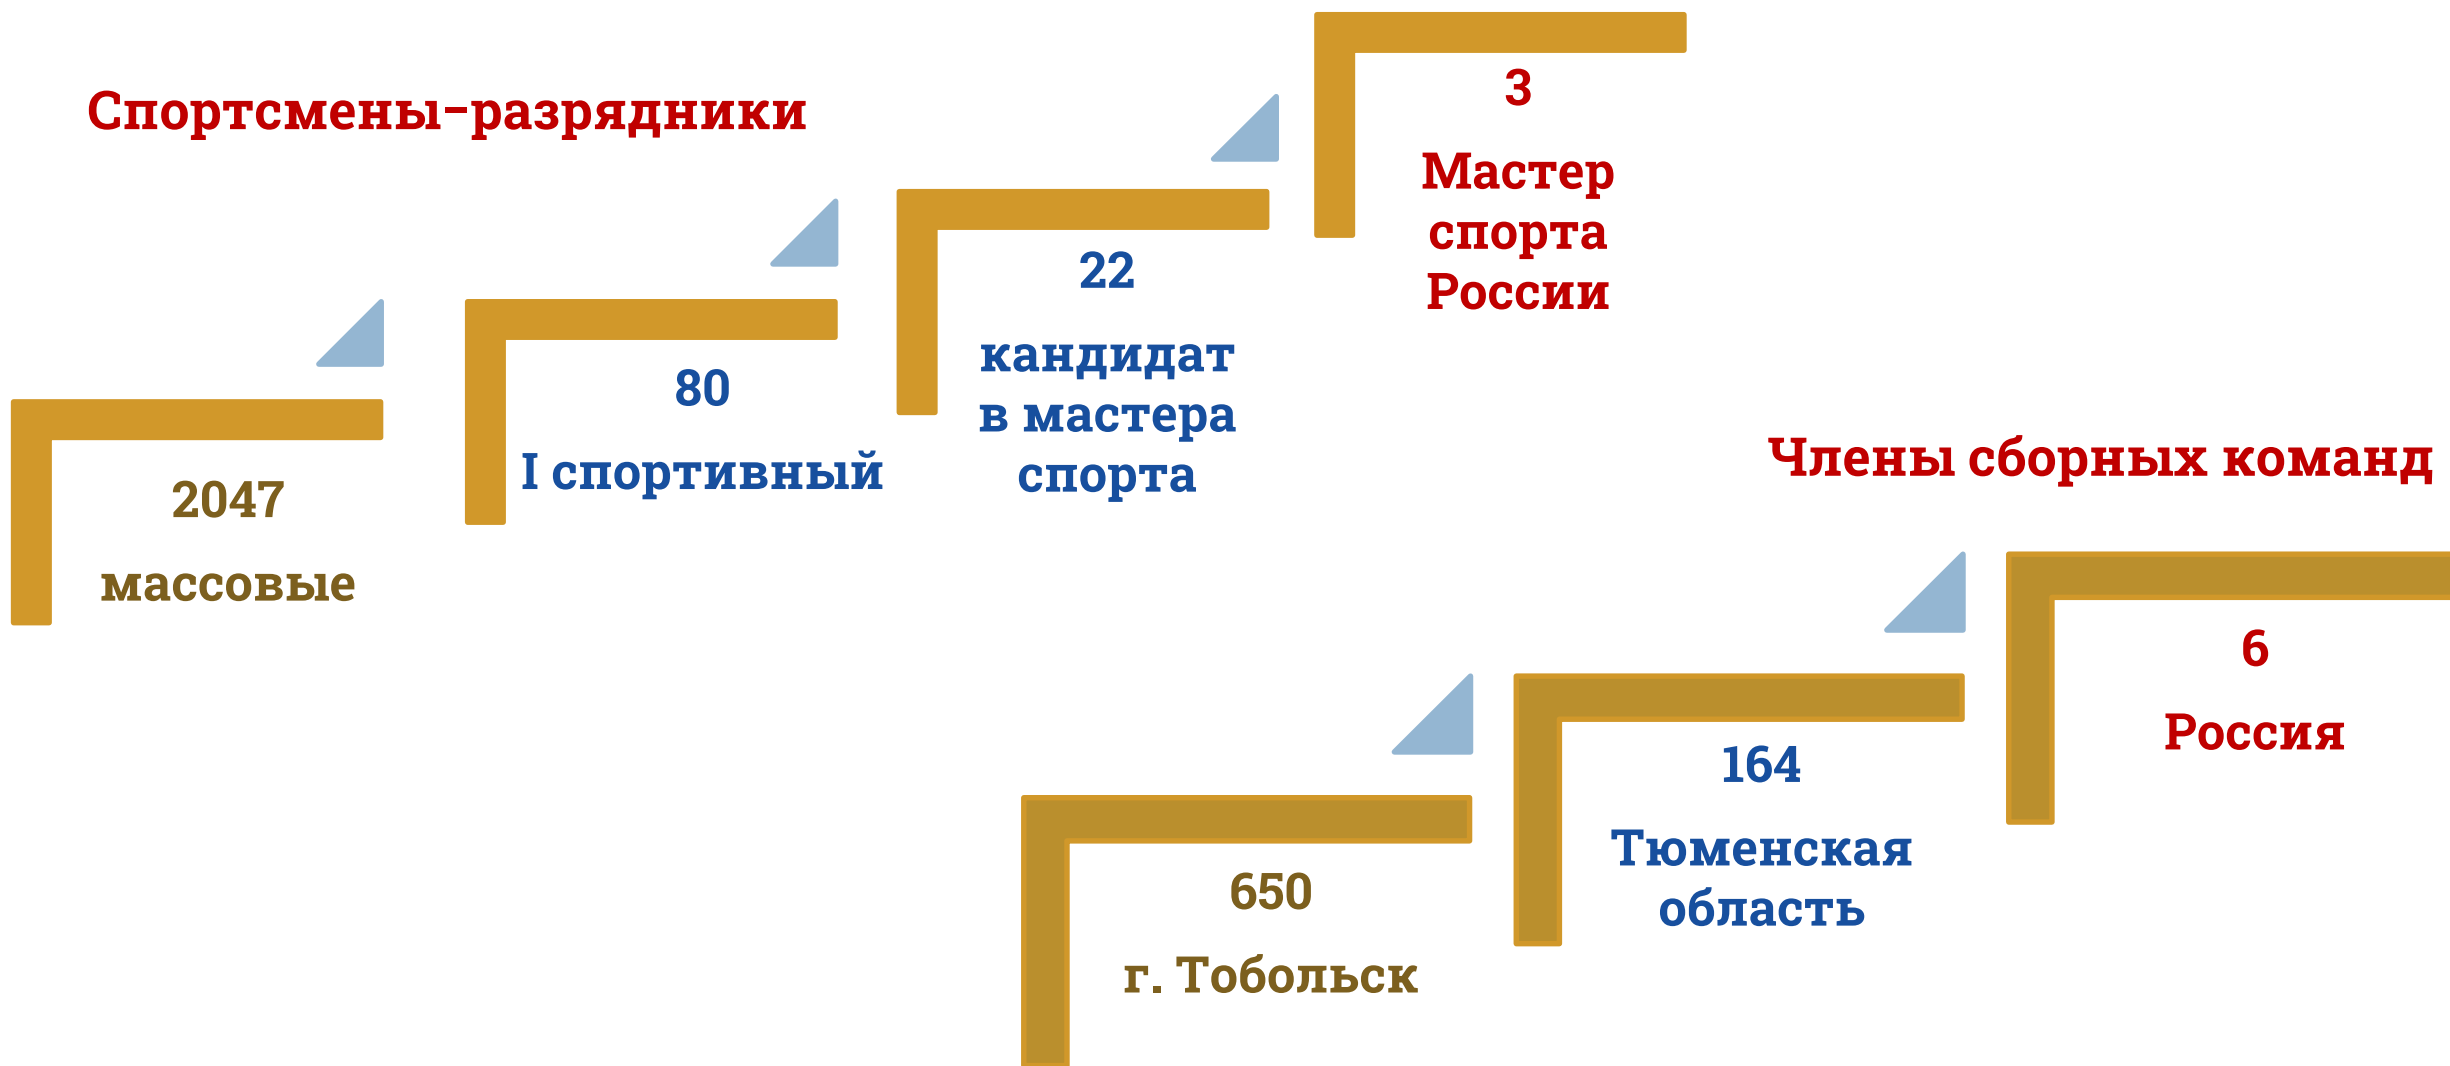 Спортсмены-разрядники
2047
массовые
80
I спортивный
22
кандидат
в мастера
спорта
3
Мастер
спорта
России
Члены сборных команд
650
г. Тобольск
164
Тюменская
область
6
Россия